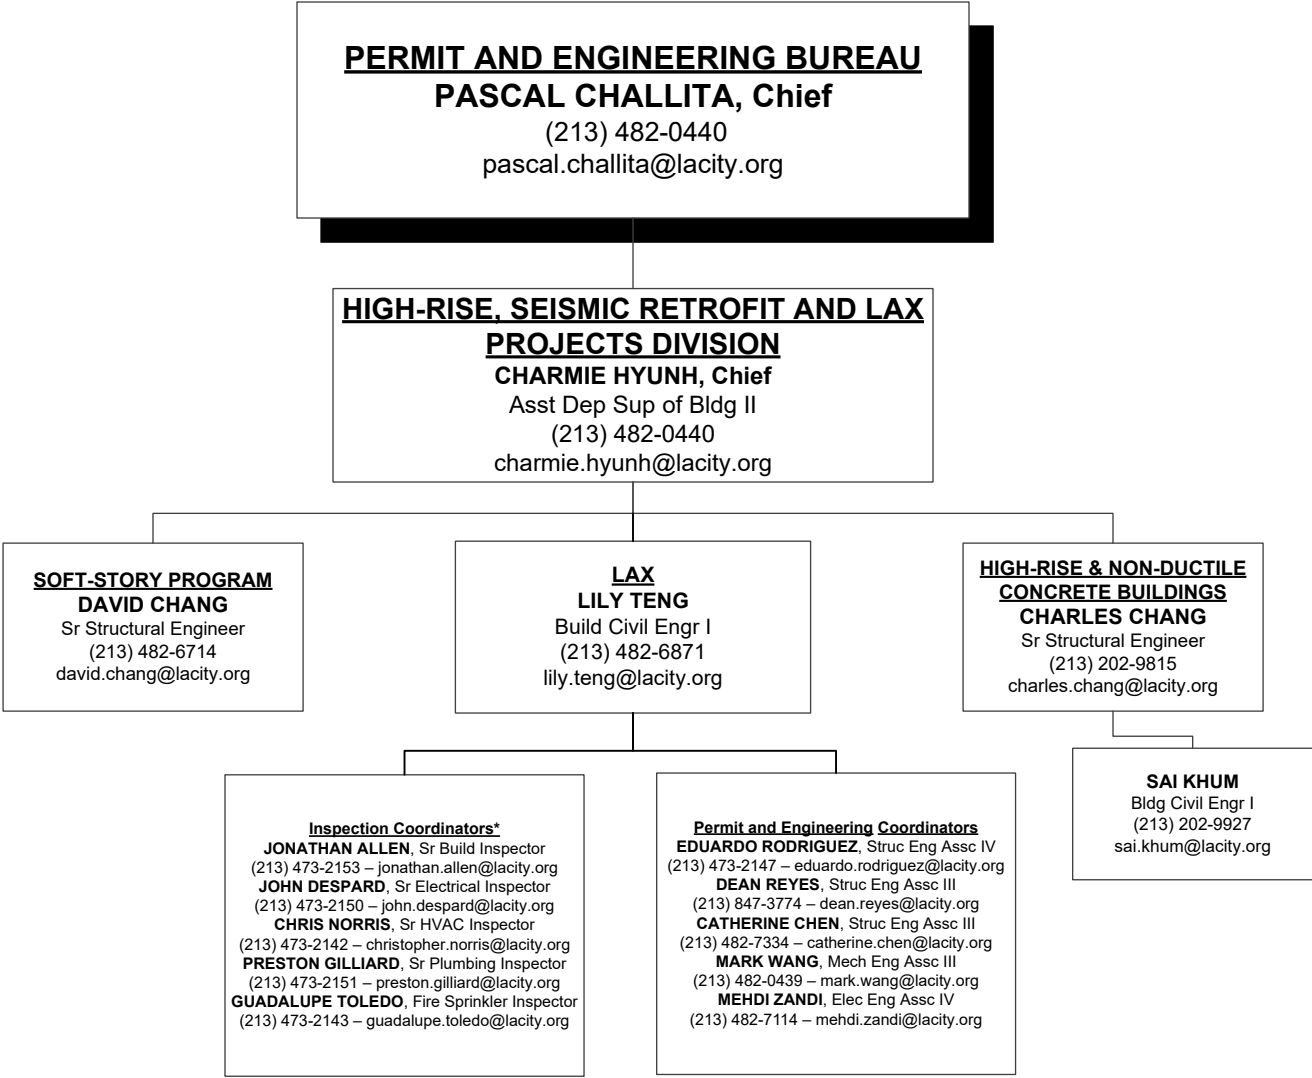 PERMIT AND ENGINEERING BUREAU
PASCAL CHALLITA, Chief
(213) 482-0440
pascal.challita@lacity.org
HIGH-RISE, SEISMIC RETROFIT AND LAX
PROJECTS DIVISION
CHARMIE HYUNH, Chief
Asst Dep Sup of Bldg II
(213) 482-0440
charmie.hyunh@lacity.org
SOFT-STORY PROGRAM
DAVID CHANG
Sr Structural Engineer
(213) 482-6714
david.chang@lacity.org
LAX
LILY TENG
Build Civil Engr I
(213) 482-6871
lily.teng@lacity.org
HIGH-RISE & NON-DUCTILE
CONCRETE BUILDINGS
CHARLES CHANG
Sr Structural Engineer
(213) 202-9815
charles.chang@lacity.org
Inspection Coordinators*
JONATHAN ALLEN, Sr Build Inspector
(213) 473-2153 – jonathan.allen@lacity.org
JOHN DESPARD, Sr Electrical Inspector
(213) 473-2150 – john.despard@lacity.org
CHRIS NORRIS, Sr HVAC Inspector
(213) 473-2142 – christopher.norris@lacity.org
PRESTON GILLIARD, Sr Plumbing Inspector
(213) 473-2151 – preston.gilliard@lacity.org
GUADALUPE TOLEDO, Fire Sprinkler Inspector
(213) 473-2143 – guadalupe.toledo@lacity.org
Permit and Engineering Coordinators
EDUARDO RODRIGUEZ, Struc Eng Assc IV
(213) 473-2147 – eduardo.rodriguez@lacity.org
DEAN REYES, Struc Eng Assc III
(213) 847-3774 – dean.reyes@lacity.org
CATHERINE CHEN, Struc Eng Assc III
(213) 482-7334 – catherine.chen@lacity.org
MARK WANG, Mech Eng Assc III
(213) 482-0439 – mark.wang@lacity.org
MEHDI ZANDI, Elec Eng Assc IV
(213) 482-7114 – mehdi.zandi@lacity.org
SAI KHUM
Bldg Civil Engr I
(213) 202-9927
sai.khum@lacity.org